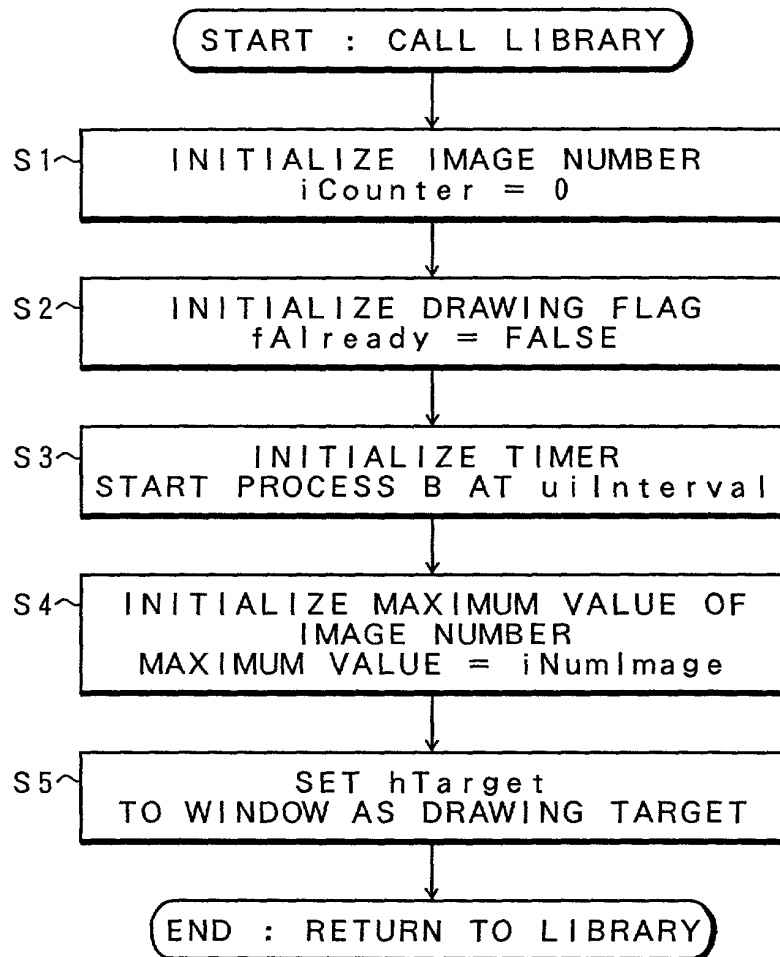 START : CALL LIBRARY
S1 INITIALIZE IMAGE NUMBER
iCounter = 0
S2 INITIALIZE DRAWING FLAG
fAlready = FALSE
S3 INITIALIZE TIMER
START PROCESS B AT uiInterval
S4 INITIALIZE MAXIMUM VALUE OF
IMAGE NUMBER
MAXIMUM VALUE = iNumImage
S5 SET hTarget
TO WINDOW AS DRAWING TARGET
END : RETURN TO LIBRARY